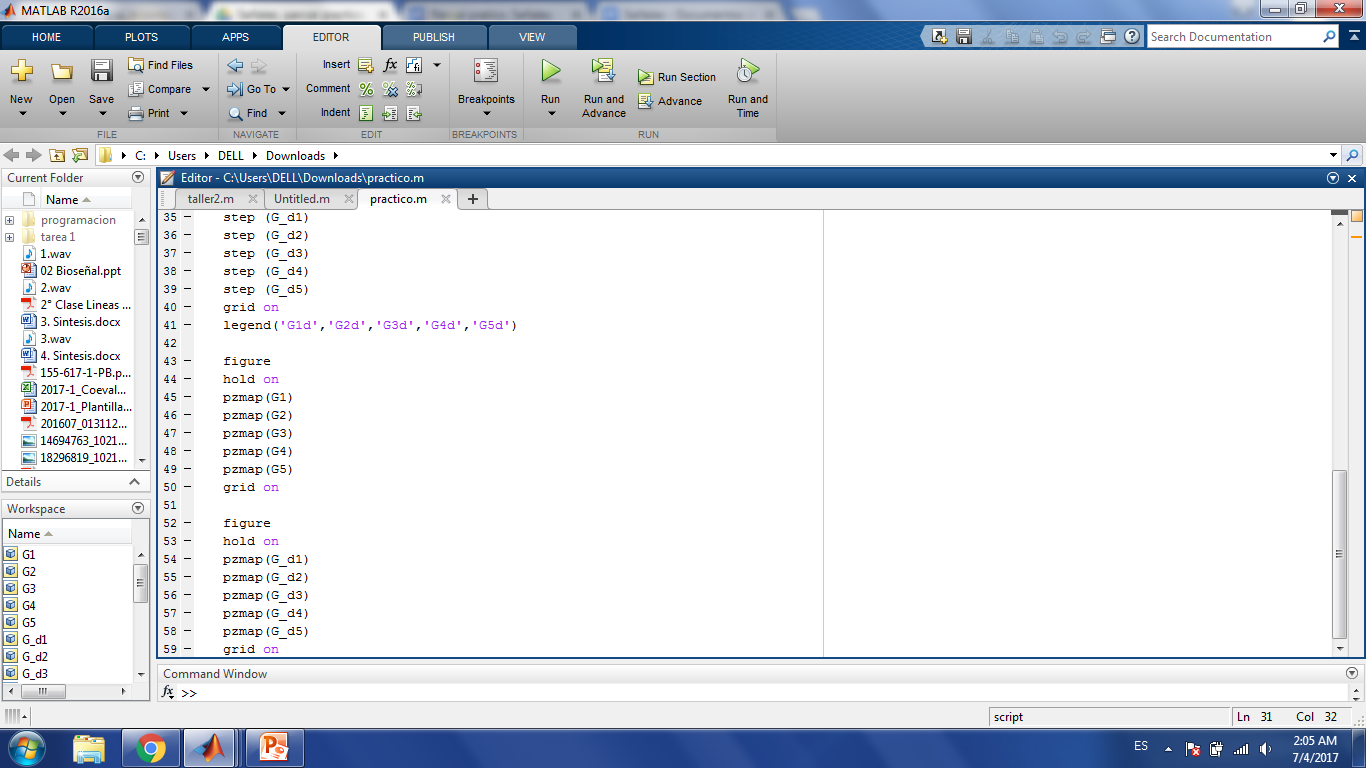 MATLAB R2016a
HOME PLOTS APPS EDITOR PUBLISH VIEW
Search Documentation
New Open Save
Find Files
Compare
Print
Go To
Find
Insert fx
Comment
Indent
Breakpoints
Run
Run and Advance
Run Section
Advance
Run and Time
FILE NAVIGATE EDIT BREAKPOINTS RUN
C: Users DELL Downloads
Current Folder
Name
programacion
tarea 1
1.wav
02 Bioseñal.ppt
2.wav
2° Clase Lineas ...
3. Sintesis.docx
3.wav
4. Sintesis.docx
155-617-1-PB.p...
2017-1_Coeval...
2017-1_Plantilla...
201607_013112...
14694763_1021...
18296819_1021...
Details
Workspace
Name
G1
G2
G3
G4
G5
G_d1
G_d2
G_d3
Editor - C:\Users\DELL\Downloads\practico.m
taller2.m Untitled.m practico.m
35 – step (G_d1)
36 – step (G_d2)
37 – step (G_d3)
38 – step (G_d4)
39 – step (G_d5)
40 – grid on
41 – legend('G1d','G2d','G3d','G4d','G5d')
42
43 – figure
44 – hold on
45 – pzmap(G1)
46 – pzmap(G2)
47 – pzmap(G3)
48 – pzmap(G4)
49 – pzmap(G5)
50 – grid on
51
52 – figure
53 – hold on
54 – pzmap(G_d1)
55 – pzmap(G_d2)
56 – pzmap(G_d3)
57 – pzmap(G_d4)
58 – pzmap(G_d5)
59 – grid on
Command Window
fx >>
script Ln 31 Col 32
ES
2:05 AM
7/4/2017